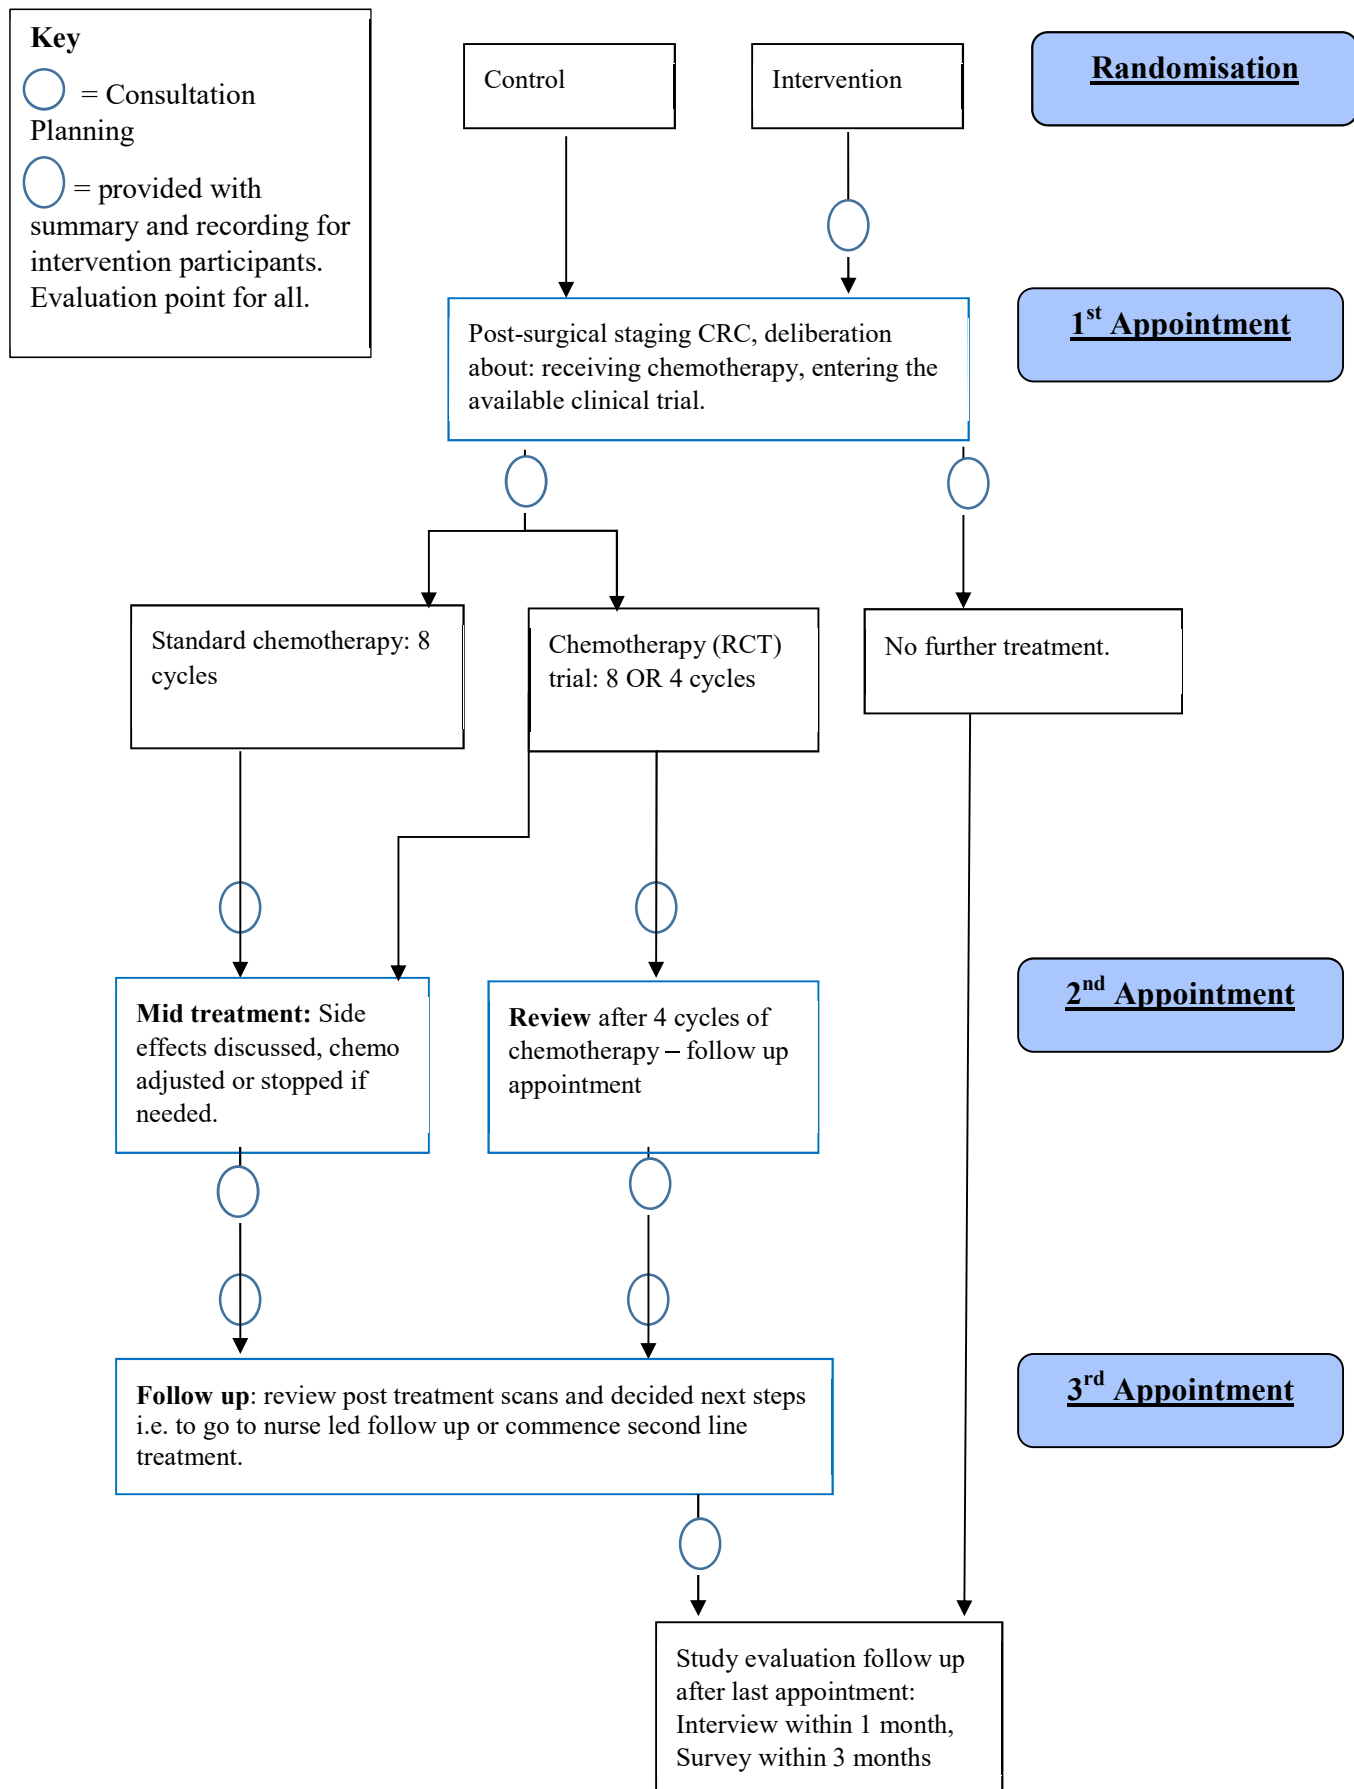 Key
= Consultation
Planning
= provided with
summary and recording for
intervention participants.
Evaluation point for all.
Control
Intervention
Randomisation
Post-surgical staging CRC, deliberation
about: receiving chemotherapy, entering the
available clinical trial.
1st Appointment
Standard chemotherapy: 8
cycles
Chemotherapy (RCT)
trial: 8 OR 4 cycles
No further treatment.
Mid treatment: Side
effects discussed, chemo
adjusted or stopped if
needed.
Review after 4 cycles of
chemotherapy – follow up
appointment
2nd Appointment
Follow up: review post treatment scans and decided next steps
i.e. to go to nurse led follow up or commence second line
treatment.
3rd Appointment
Study evaluation follow up
after last appointment:
Interview within 1 month,
Survey within 3 months